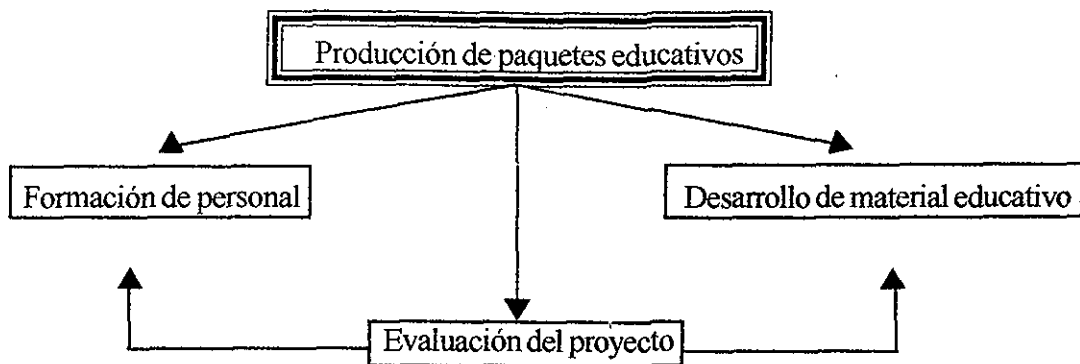 Producción de paquetes educativos
Formación de personal
Desarrollo de material educativo
Evaluación del proyecto